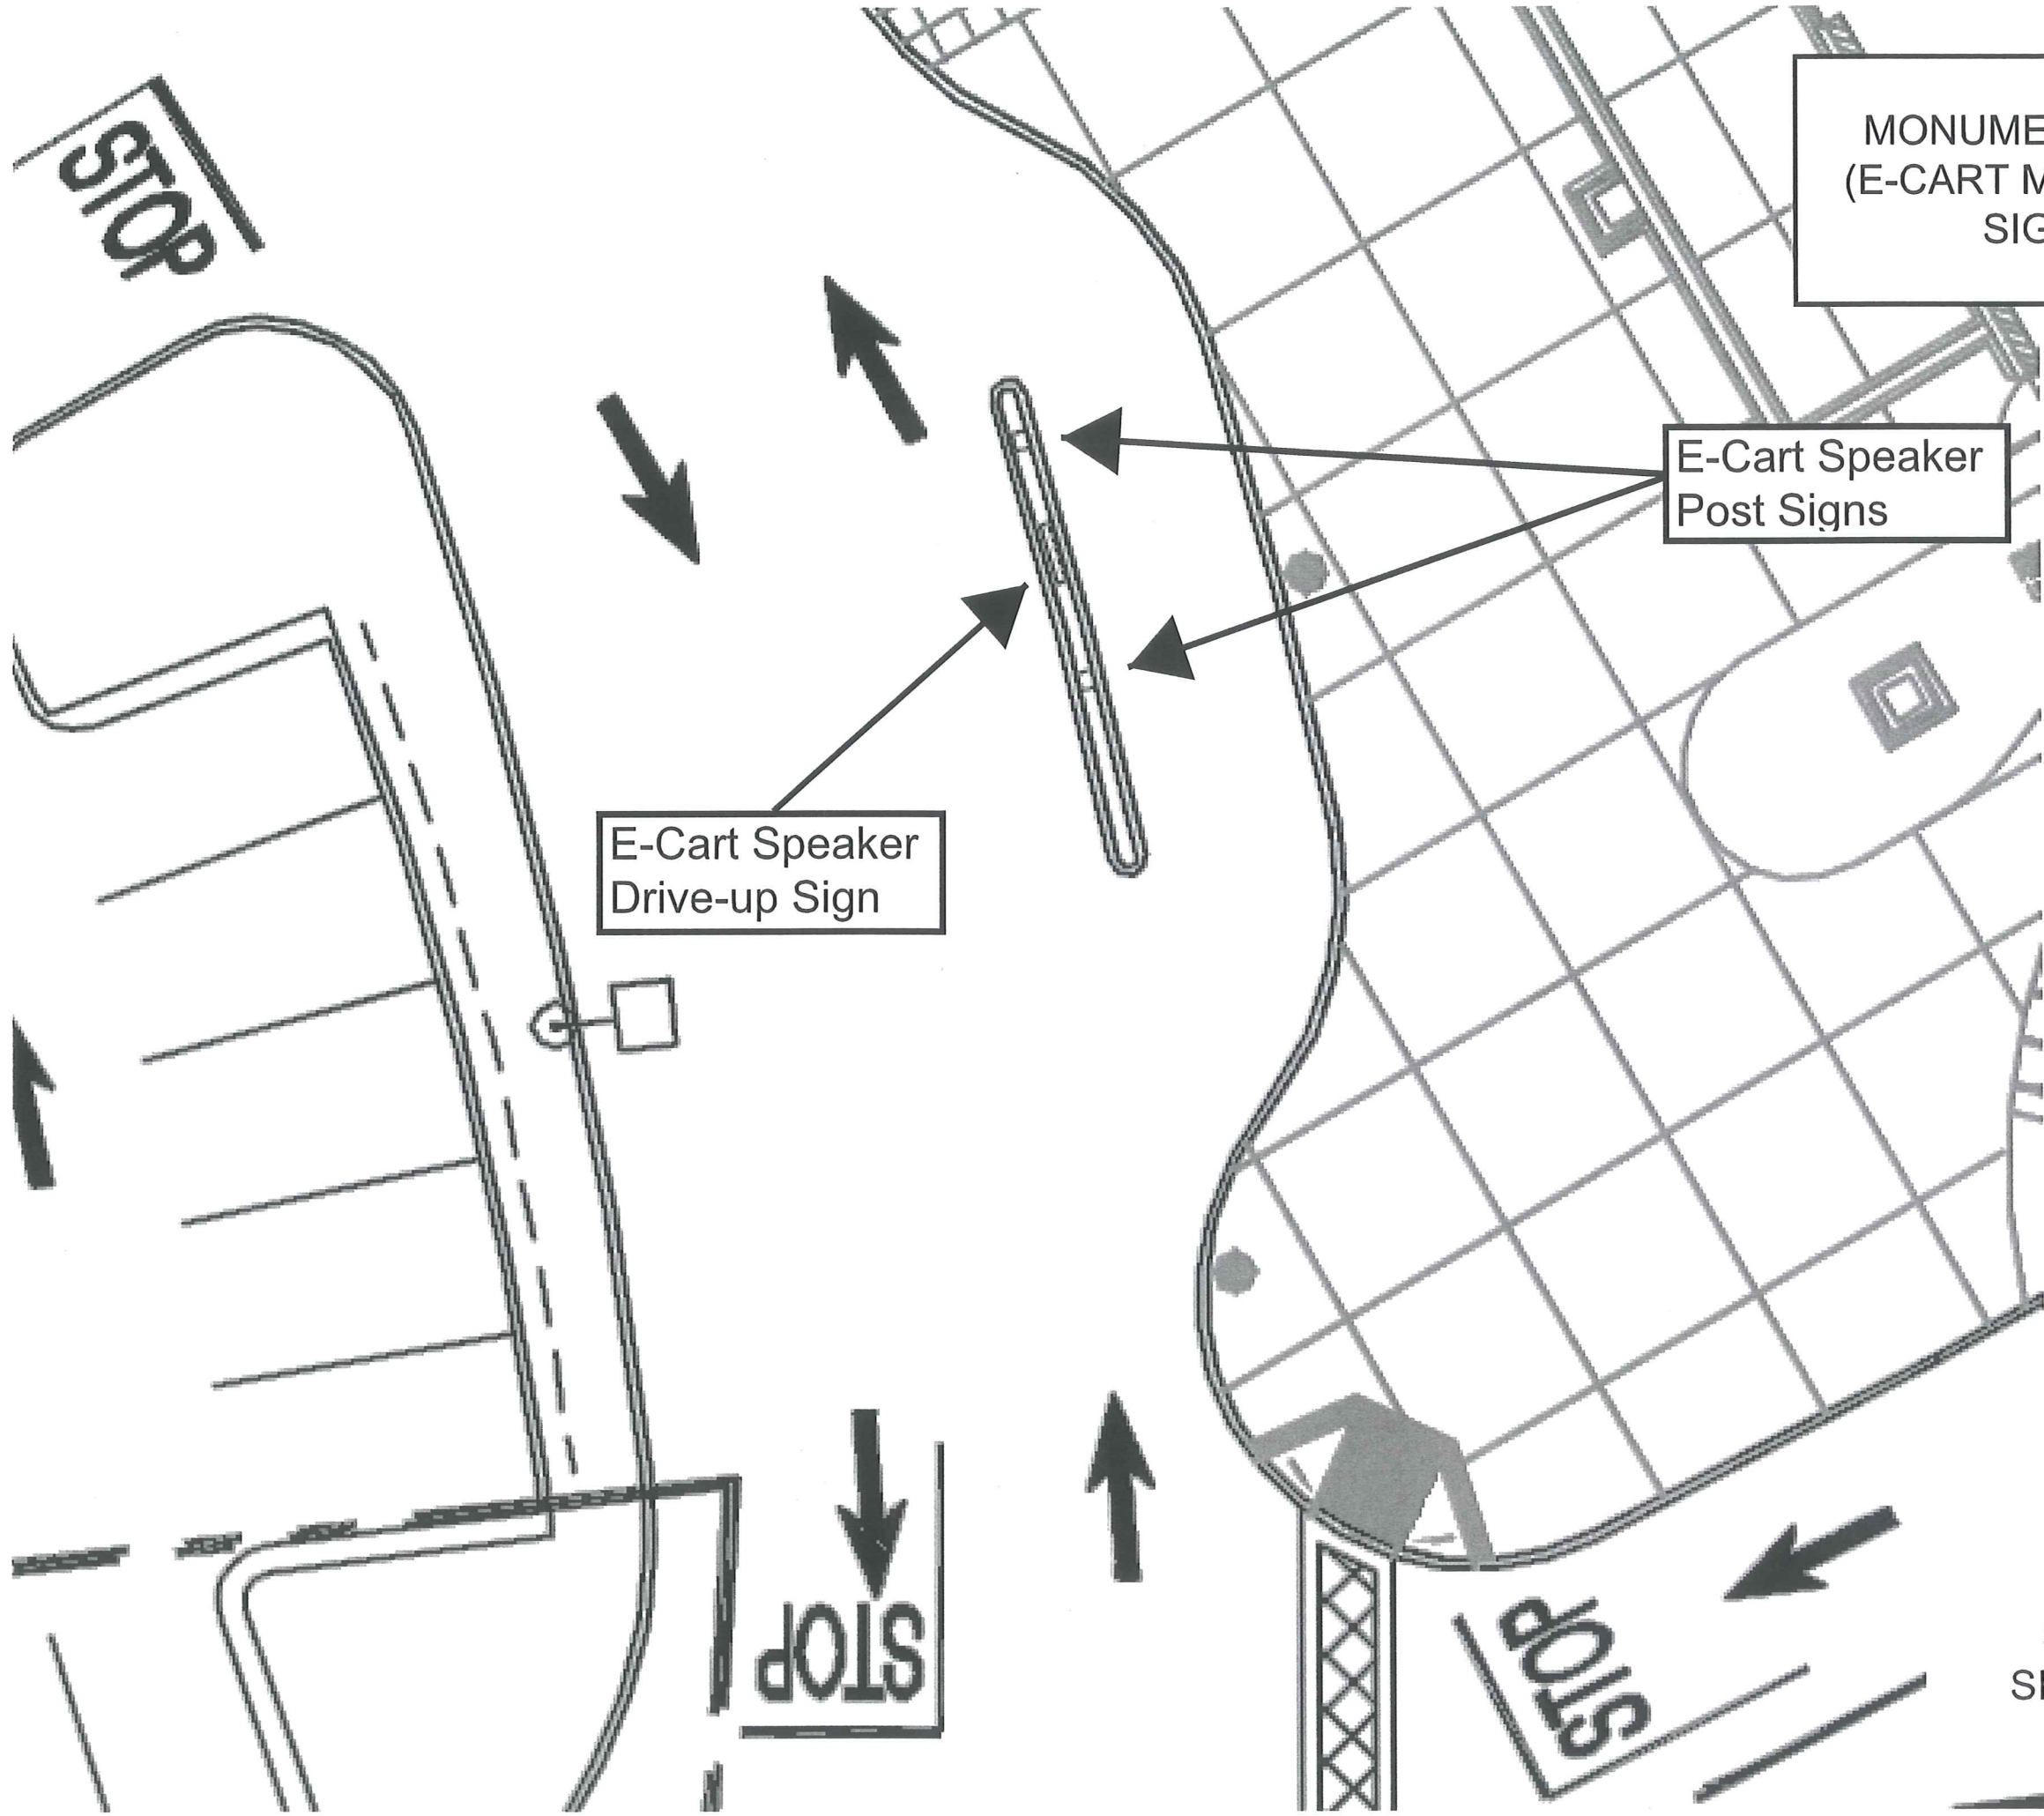 STOP
MONUME
(E-CART M
SIG
E-Cart Speaker
Post Signs
E-Cart Speaker
Drive-up Sign
STOP
STOP